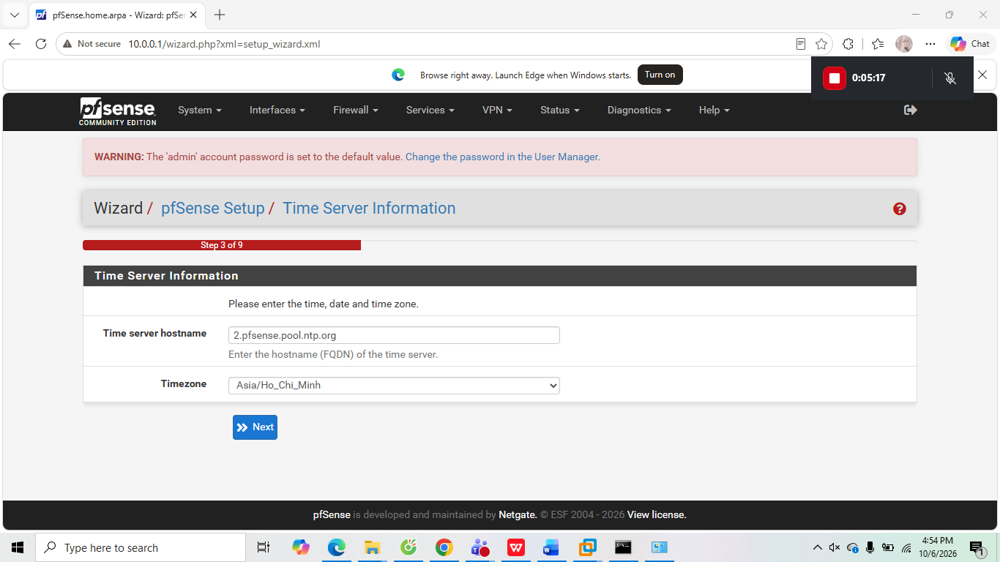 pfSense.home.arpa - Wizard: pfSer
Not secure 10.0.0.1/wizard.php?xml=setup_wizard.xml
Chat
Browse right away. Launch Edge when Windows starts. Turn on
0:05:17
pfsense
COMMUNITY EDITION
System Interfaces Firewall Services VPN Status Diagnostics Help
WARNING: The 'admin' account password is set to the default value. Change the password in the User Manager.
Wizard / pfSense Setup / Time Server Information
Step 3 of 9
Time Server Information
Please enter the time, date and time zone.
Time server hostname 2.pfsense.pool.ntp.org
Enter the hostname (FQDN) of the time server.
Timezone Asia/Ho_Chi_Minh
Next
pfSense is developed and maintained by Netgate. © ESF 2004 - 2026 View license.
Type here to search
4:54 PM
10/6/2026
1